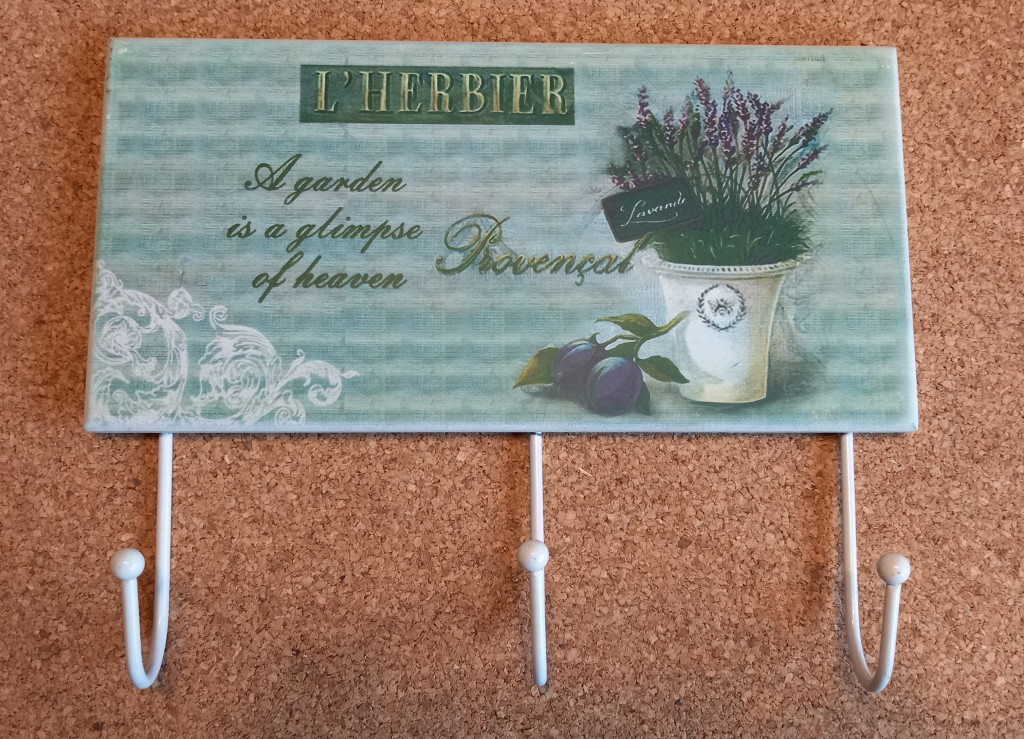 L'HERBIER
A garden
is a glimpse
of heaven
Provençal
Lavande